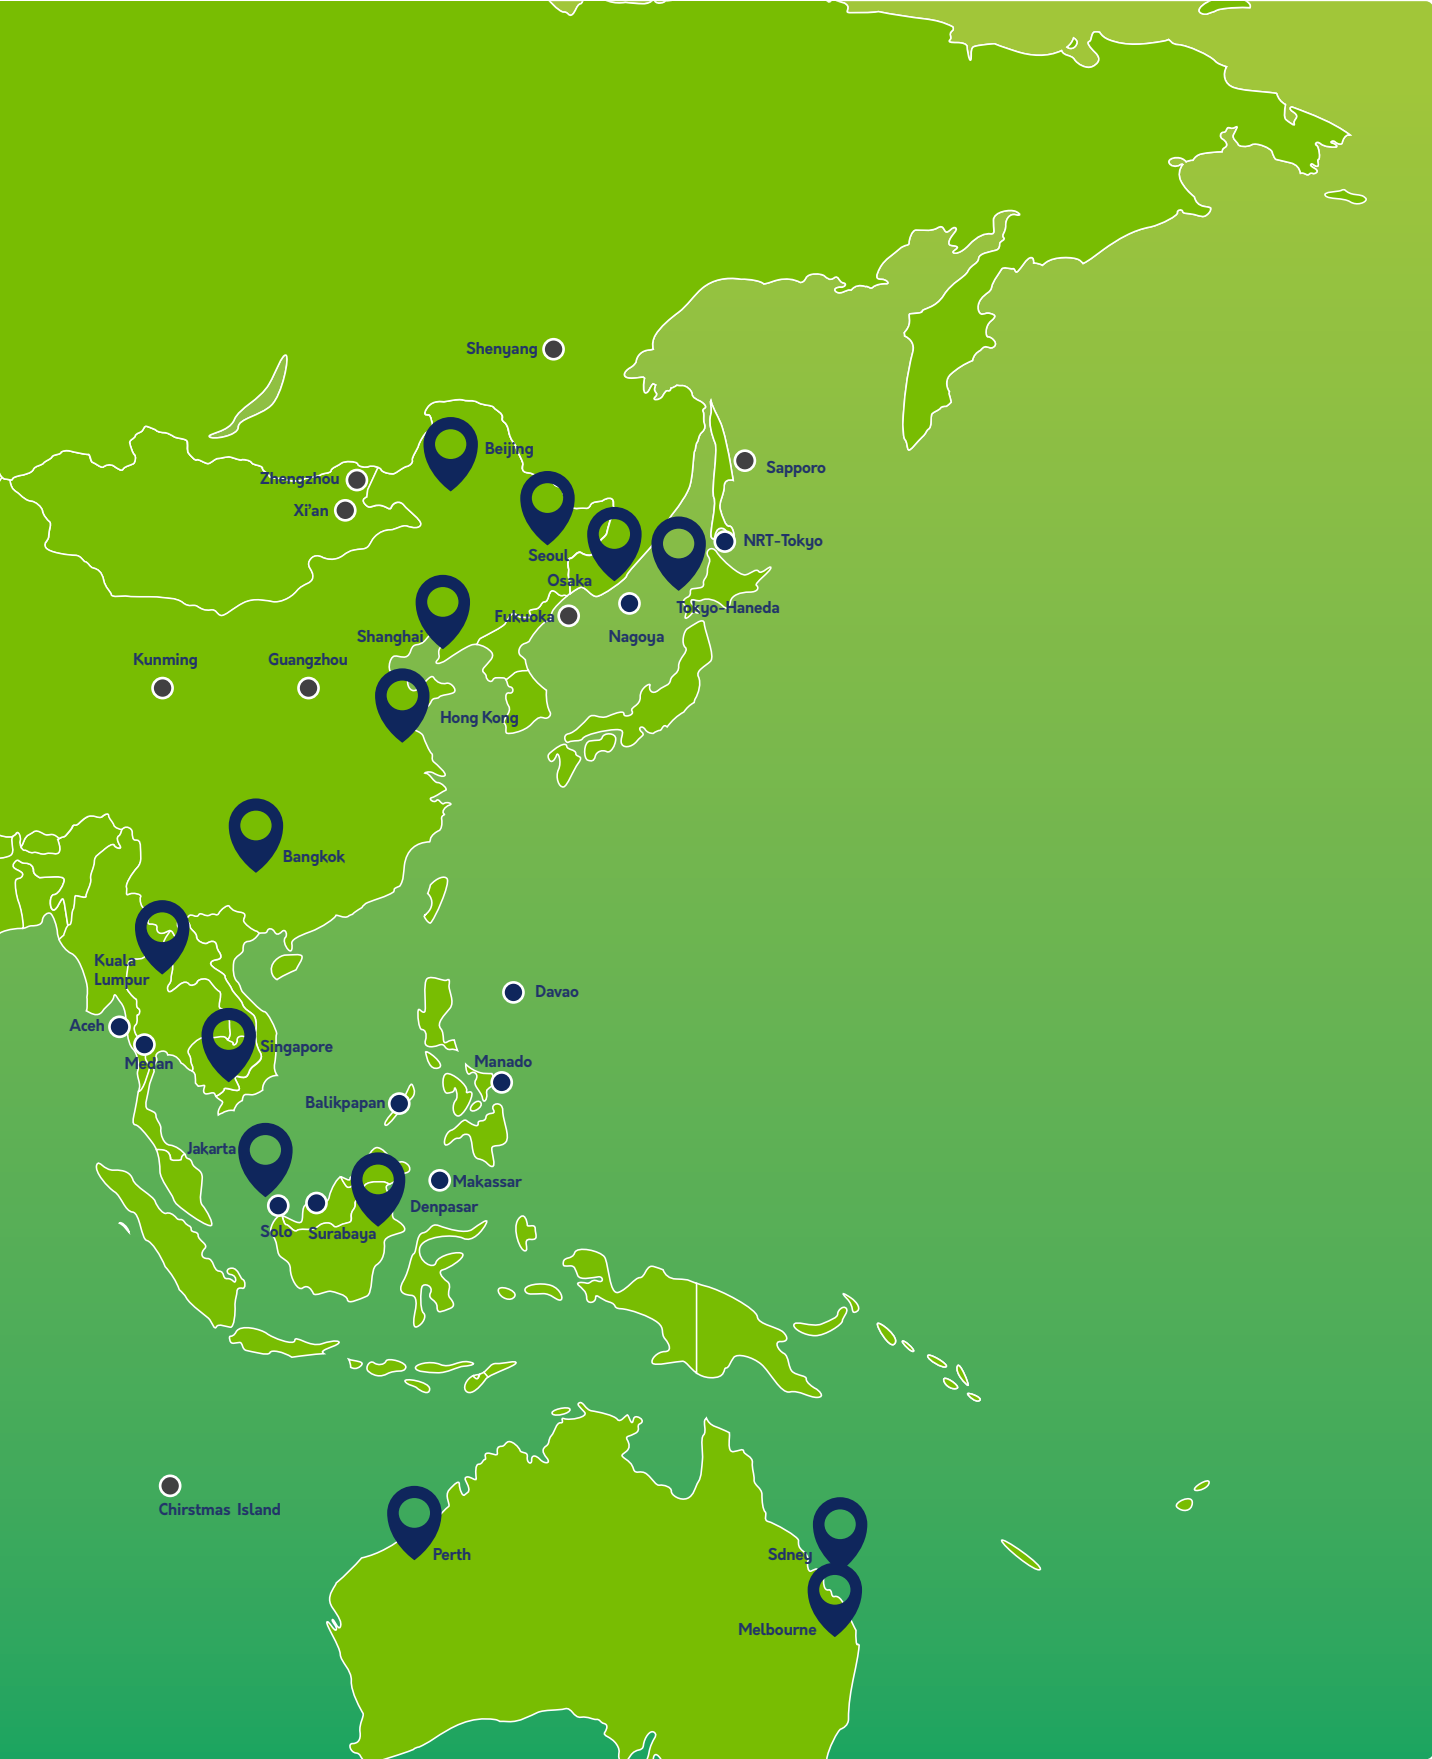 Shenyang
Beijing
Sapporo
Zhengzhou
Xi'an
NRT-Tokyo
Seoul
Osaka
Tokyo-Haneda
Fukuoka
Shanghai
Nagoya
Kunming
Guangzhou
Hong Kong
Bangkok
Kuala
Lumpur
Davao
Aceh
Singapore
Medan
Manado
Balikpapan
Jakarta
Makassar
Denpasar
Solo
Surabaya
Chirstmas Island
Perth
Sdney
Melbourne